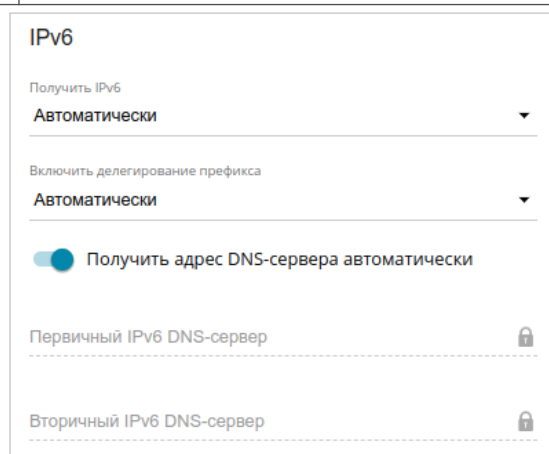 IPv6
Получить IPv6
Автоматически
Включить делегирование префикса
Автоматически
Получить адрес DNS-сервера автоматически
Первичный IPv6 DNS-сервер
Вторичный IPv6 DNS-сервер